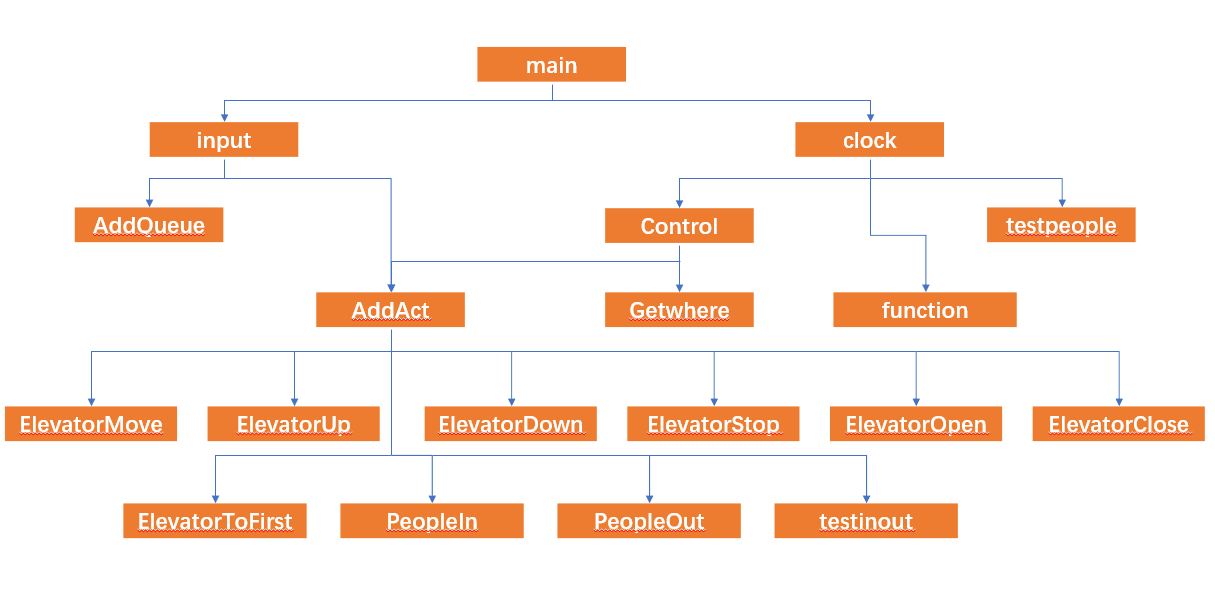 main
input
clock
AddQueue
Control
testpeople
AddAct
Getwhere
function
ElevatorMove
ElevatorUp
ElevatorDown
ElevatorStop
ElevatorOpen
ElevatorClose
ElevatorToFirst
PeopleIn
PeopleOut
testinout